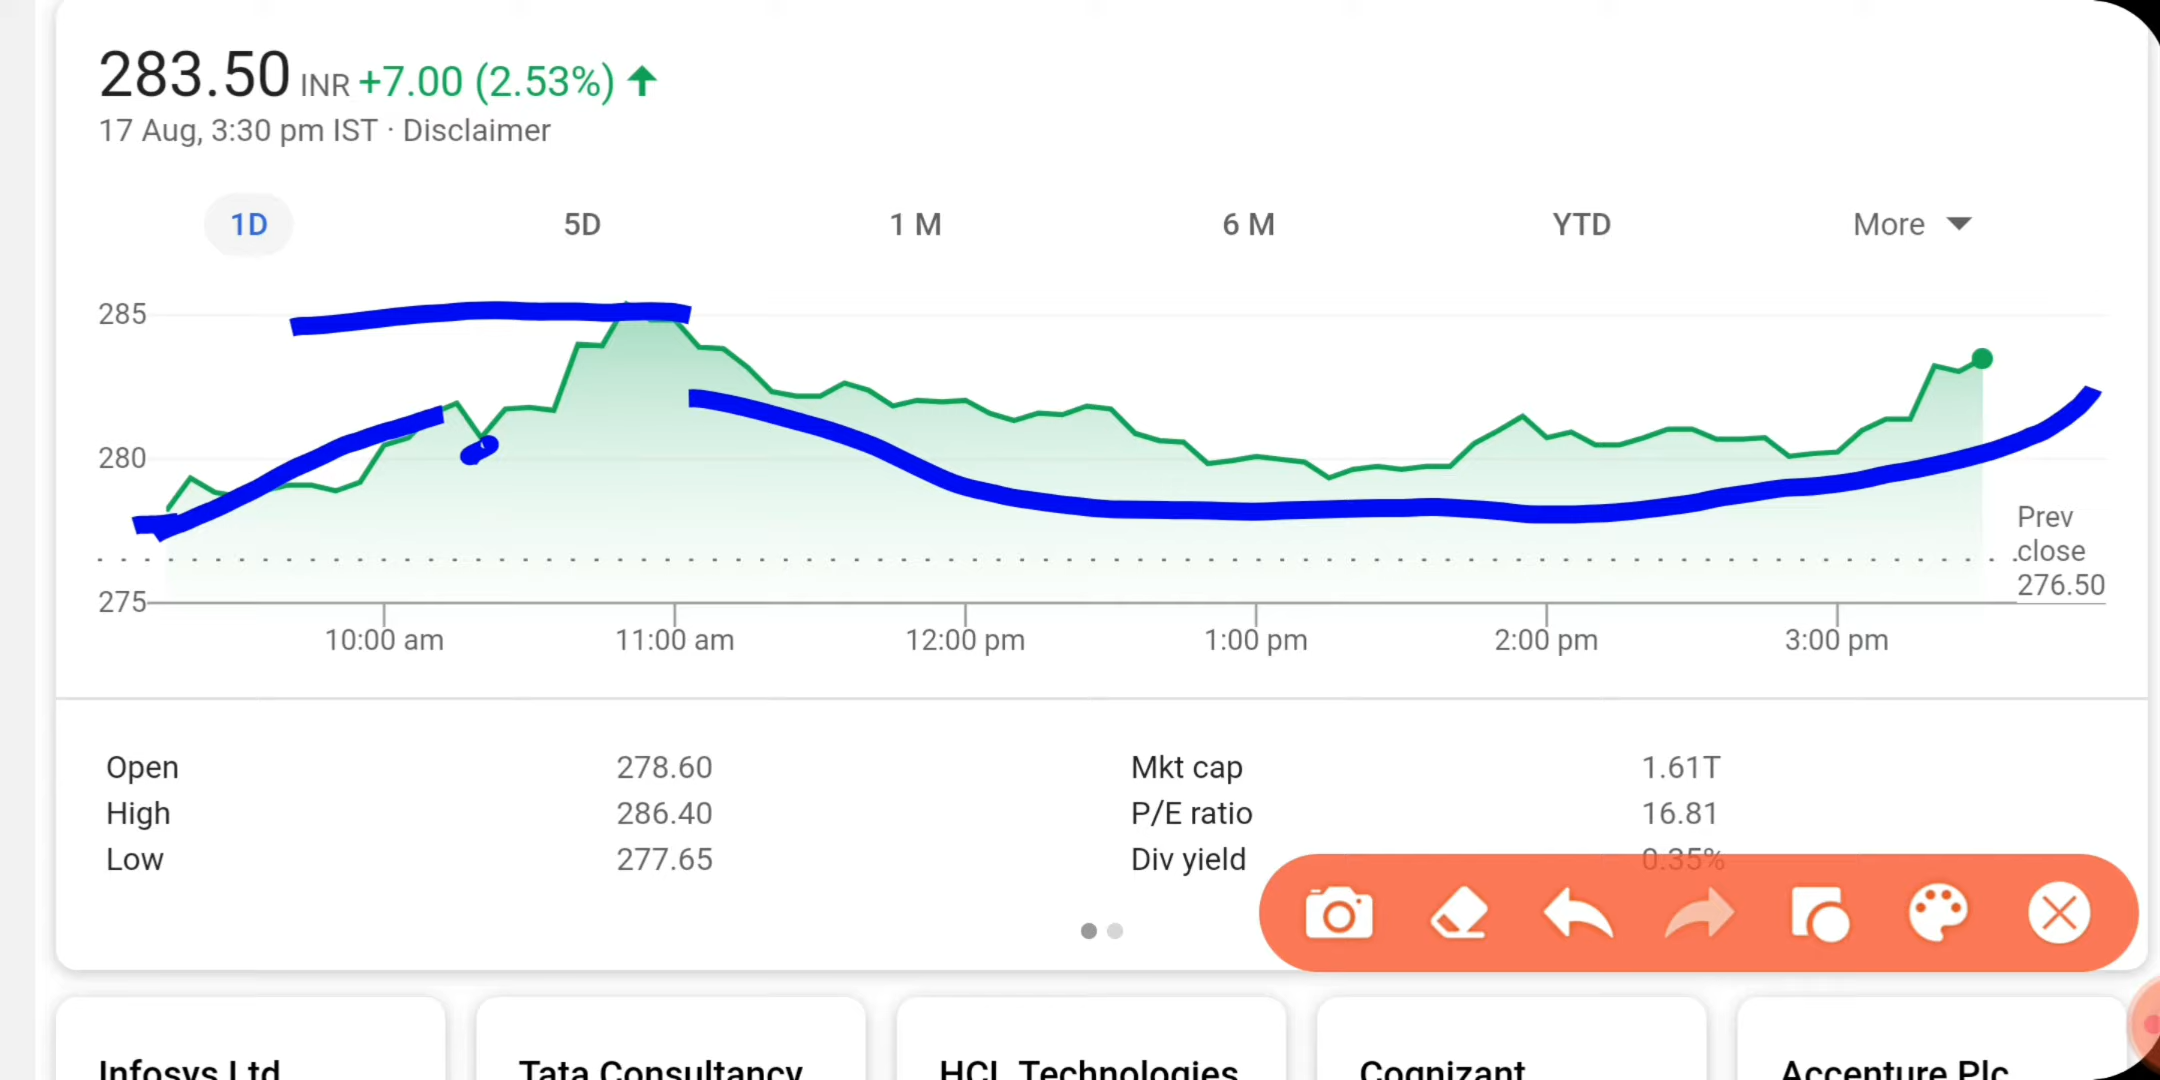 283.50 INR +7.00 (2.53%)
17 Aug, 3:30 pm IST · Disclaimer
1D 5D 1 M 6 M YTD More
285
280
275
Prev
close
276.50
10:00 am 11:00 am 12:00 pm 1:00 pm 2:00 pm 3:00 pm
Open 278.60 Mkt cap 1.61T
High 286.40 P/E ratio 16.81
Low 277.65 Div yield 0.35%
Infosys Ltd Tata Consultancy HCL Technologies Cognizant Accenture Plc